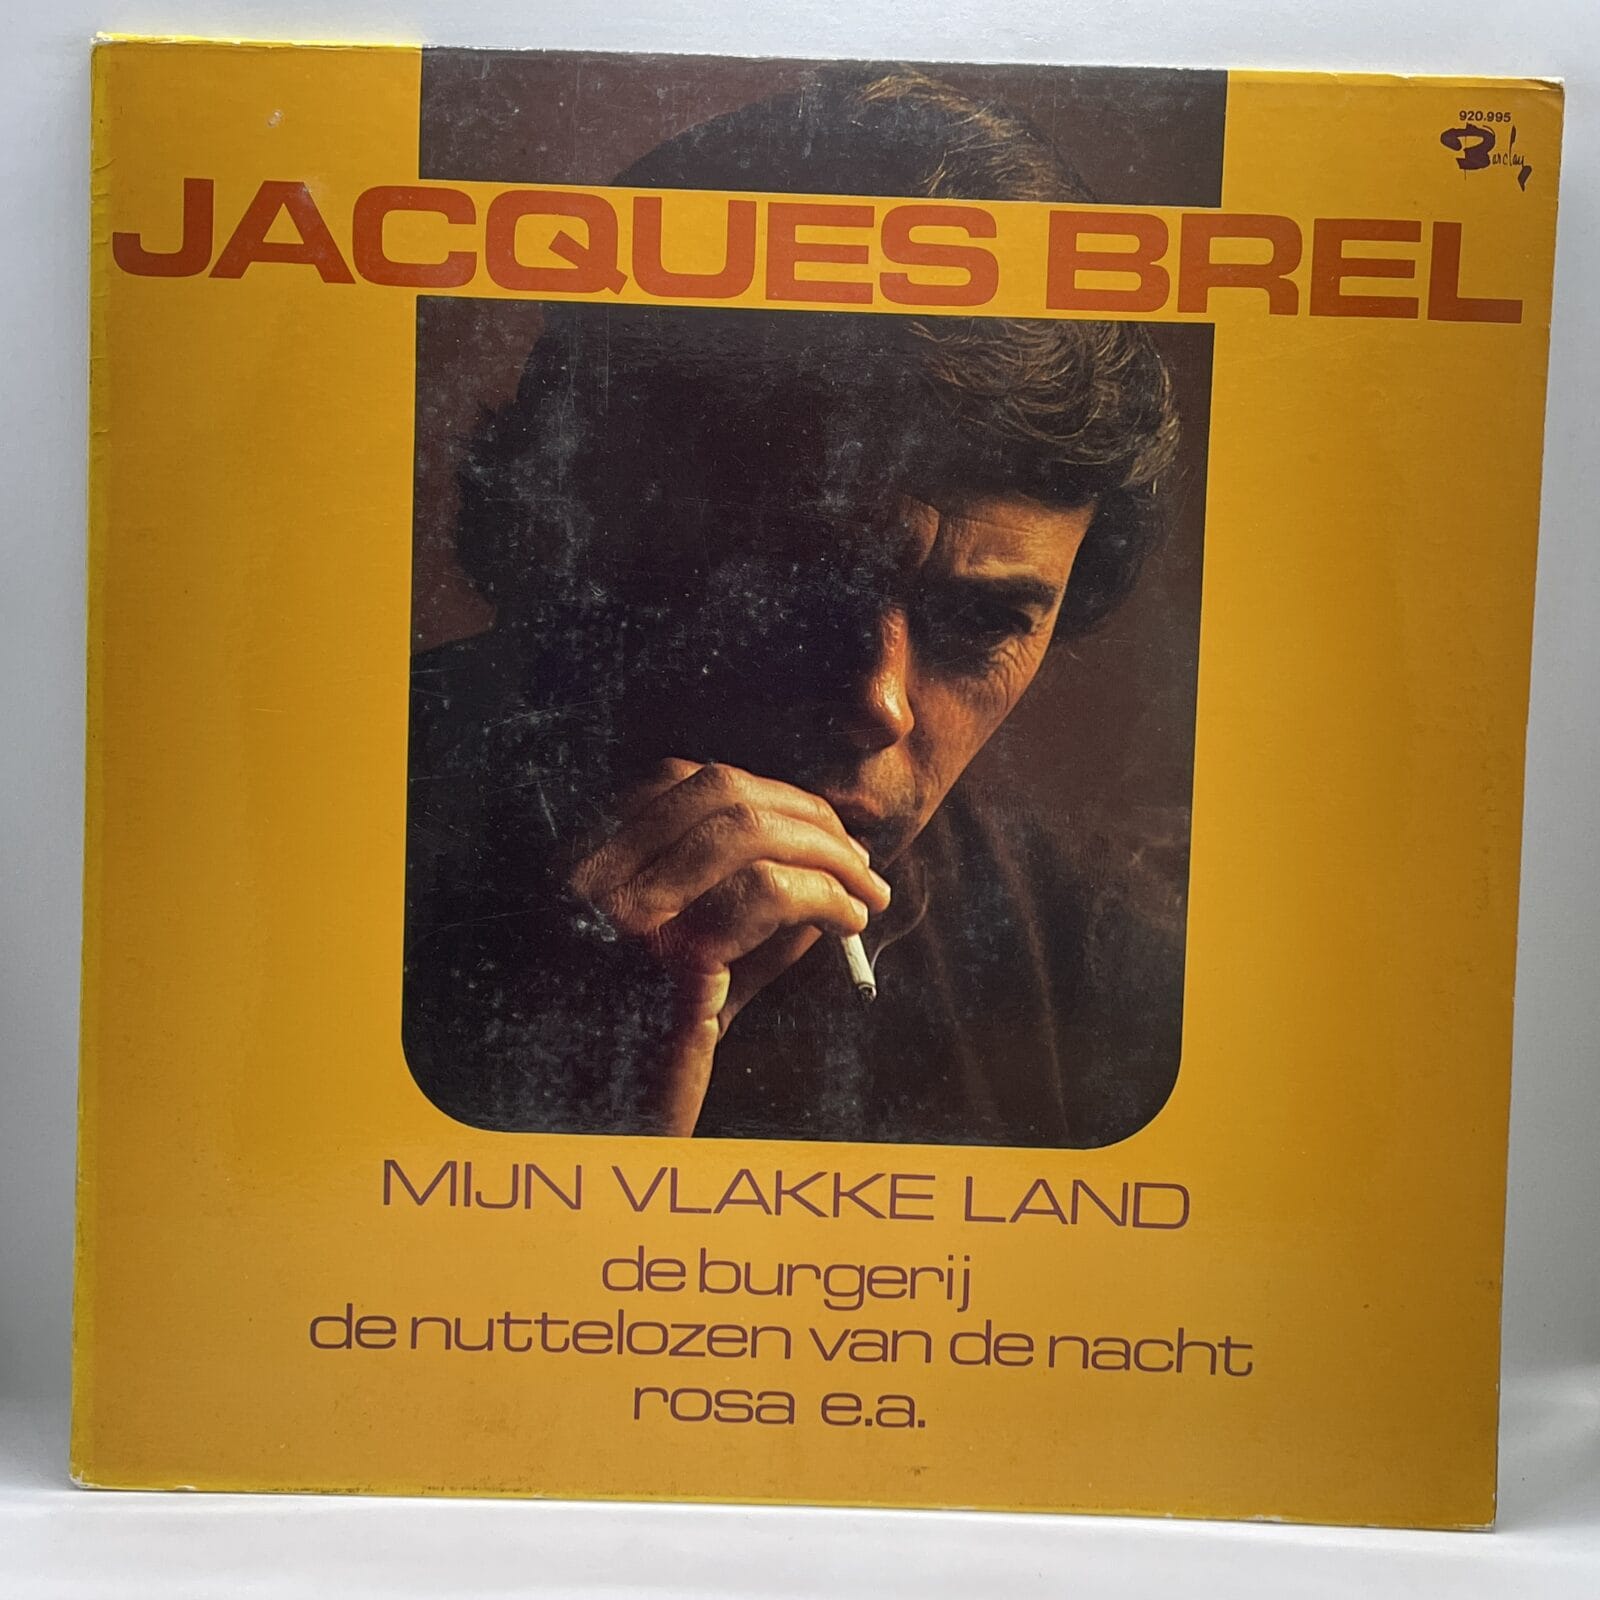 920.995
Barclay
JACQUES BREL
MIJN VLAKKE LAND
de burgerij
de nuttelozen van de nacht
rosa e.a.